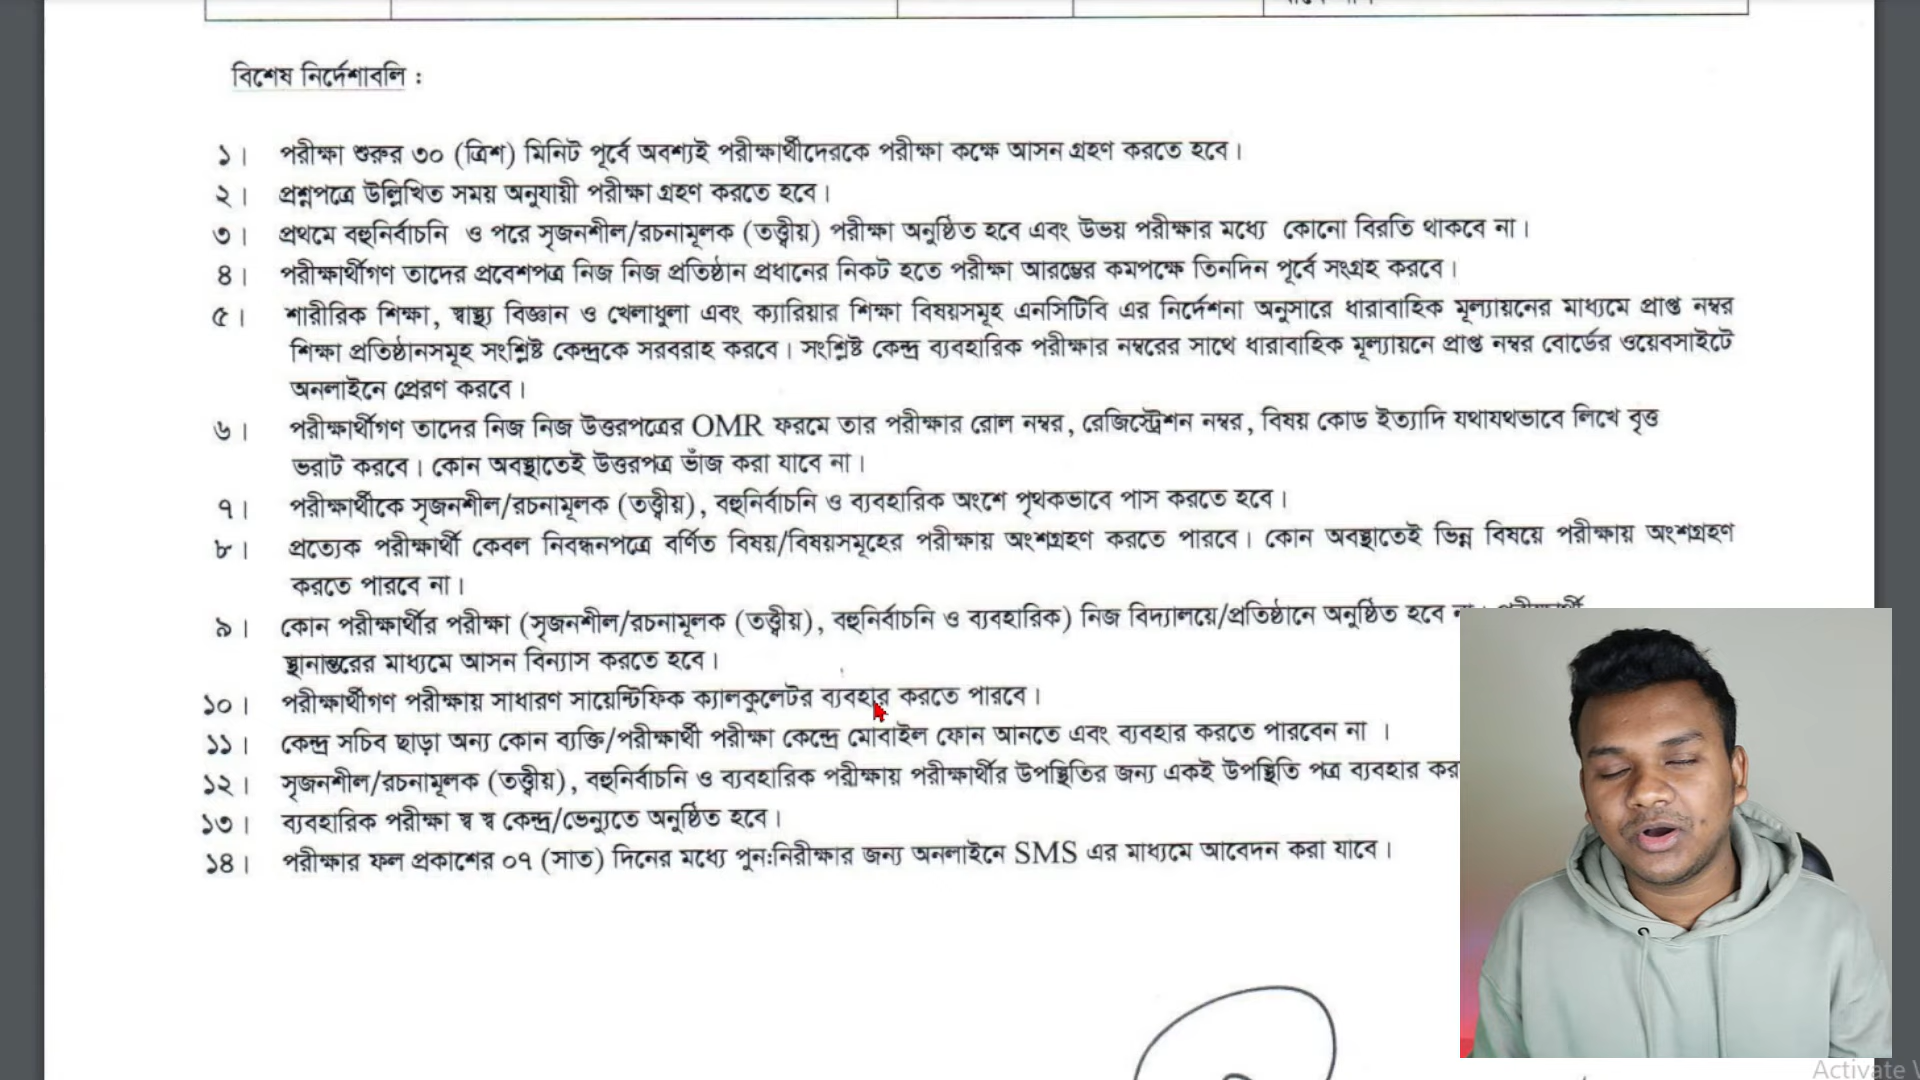 বিশেষ নির্দেশাবলি :
১। পরীক্ষা শুরুর ৩০ (ত্রিশ) মিনিট পূর্বে অবশ্যই পরীক্ষার্থীদেরকে পরীক্ষা কক্ষে আসন গ্রহণ করতে হবে।
২। প্রশ্নপত্রে উল্লিখিত সময় অনুযায়ী পরীক্ষা গ্রহণ করতে হবে।
৩। প্রথমে বহুনির্বাচনি ও পরে সৃজনশীল/রচনামূলক (তত্ত্বীয়) পরীক্ষা অনুষ্ঠিত হবে এবং উভয় পরীক্ষার মধ্যে কোনো বিরতি থাকবে না।
৪। পরীক্ষার্থীগণ তাদের প্রবেশপত্র নিজ নিজ প্রতিষ্ঠান প্রধানের নিকট হতে পরীক্ষা আরম্ভের কমপক্ষে তিনদিন পূর্বে সংগ্রহ করবে।
৫। শারীরিক শিক্ষা, স্বাস্থ্য বিজ্ঞান ও খেলাধুলা এবং ক্যারিয়ার শিক্ষা বিষয়সমূহ এনসিটিবি এর নির্দেশনা অনুসারে ধারাবাহিক মূল্যায়নের মাধ্যমে প্রাপ্ত নম্বর
শিক্ষা প্রতিষ্ঠানসমূহ সংশ্লিষ্ট কেন্দ্রকে সরবরাহ করবে। সংশ্লিষ্ট কেন্দ্র ব্যবহারিক পরীক্ষার নম্বরের সাথে ধারাবাহিক মূল্যায়নে প্রাপ্ত নম্বর বোর্ডের ওয়েবসাইটে
অনলাইনে প্রেরণ করবে।
৬। পরীক্ষার্থীগণ তাদের নিজ নিজ উত্তরপত্রের OMR ফরমে তার পরীক্ষার রোল নম্বর, রেজিস্ট্রেশন নম্বর, বিষয় কোড ইত্যাদি যথাযথভাবে লিখে বৃত্ত
ভরাট করবে। কোন অবস্থাতেই উত্তরপত্র ভাঁজ করা যাবে না।
৭। পরীক্ষার্থীকে সৃজনশীল/রচনামূলক (তত্ত্বীয়), বহুনির্বাচনি ও ব্যবহারিক অংশে পৃথকভাবে পাস করতে হবে।
৮। প্রত্যেক পরীক্ষার্থী কেবল নিবন্ধনপত্রে বর্ণিত বিষয়/বিষয়সমূহের পরীক্ষায় অংশগ্রহণ করতে পারবে। কোন অবস্থাতেই ভিন্ন বিষয়ে পরীক্ষায় অংশগ্রহণ
করতে পারবে না।
৯। কোন পরীক্ষার্থীর পরীক্ষা (সৃজনশীল/রচনামূলক (তত্ত্বীয়), বহুনির্বাচনি ও ব্যবহারিক) নিজ বিদ্যালয়ে/প্রতিষ্ঠানে অনুষ্ঠিত হবে
স্থানান্তরের মাধ্যমে আসন বিন্যাস করতে হবে।
১০। পরীক্ষার্থীগণ পরীক্ষায় সাধারণ সায়েন্টিফিক ক্যালকুলেটর ব্যবহার করতে পারবে।
১১। কেন্দ্র সচিব ছাড়া অন্য কোন ব্যক্তি/পরীক্ষার্থী পরীক্ষা কেন্দ্রে মোবাইল ফোন আনতে এবং ব্যবহার করতে পারবেন না ।
১২। সৃজনশীল/রচনামূলক (তত্ত্বীয়), বহুনির্বাচনি ও ব্যবহারিক পরীক্ষায় পরীক্ষার্থীর উপস্থিতির জন্য একই উপস্থিতি পত্র ব্যবহার
১৩। ব্যবহারিক পরীক্ষা স্ব স্ব কেন্দ্র/ভেন্যুতে অনুষ্ঠিত হবে।
১৪। পরীক্ষার ফল প্রকাশের ০৭ (সাত) দিনের মধ্যে পুন:নিরীক্ষার জন্য অনলাইনে SMS এর মাধ্যমে আবেদন করা যাবে।
Activate